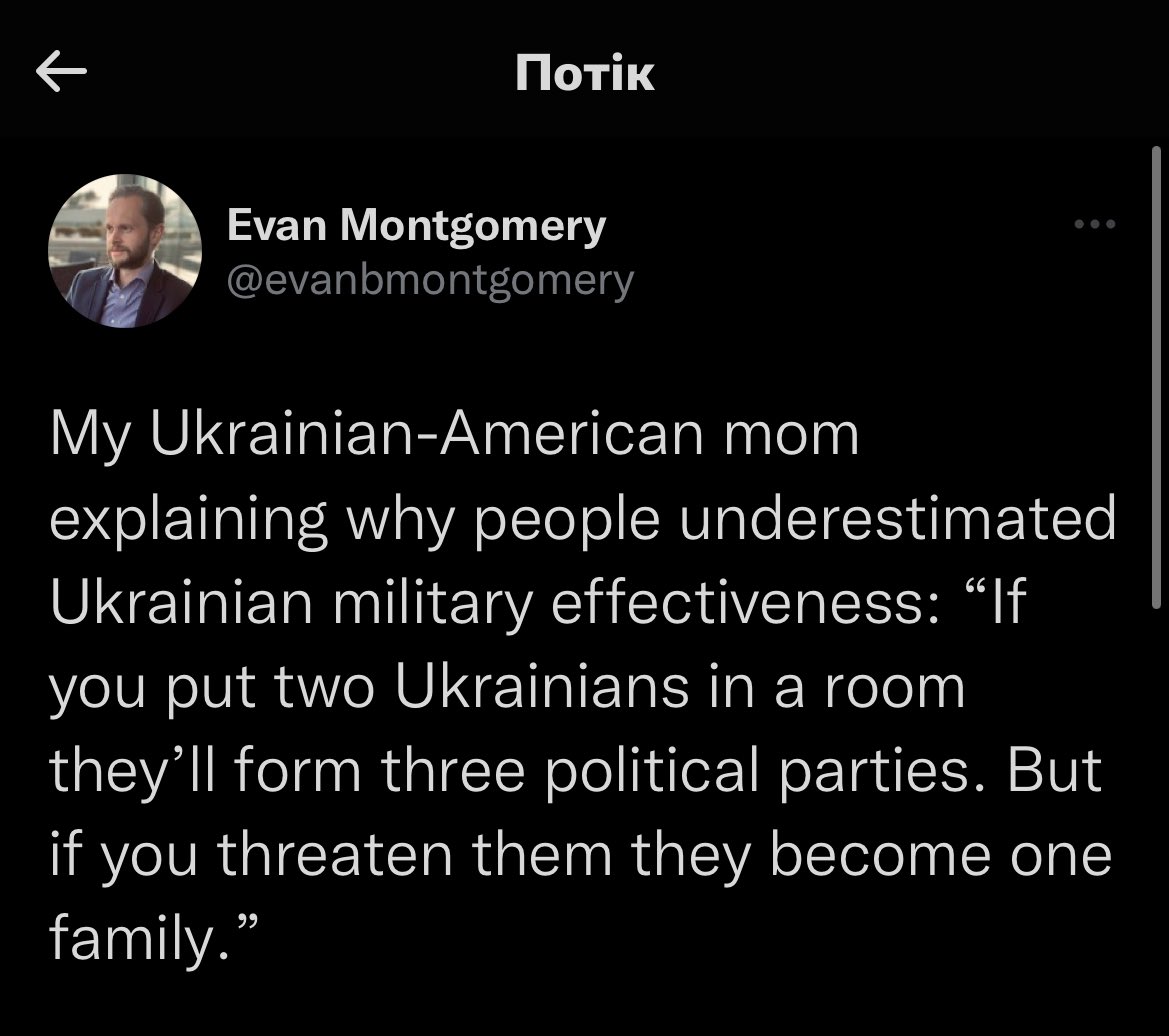 Потік
Evan Montgomery
@evanbmontgomery
My Ukrainian-American mom
explaining why people underestimated
Ukrainian military effectiveness: “If
you put two Ukrainians in a room
they’ll form three political parties. But
if you threaten them they become one
family.”